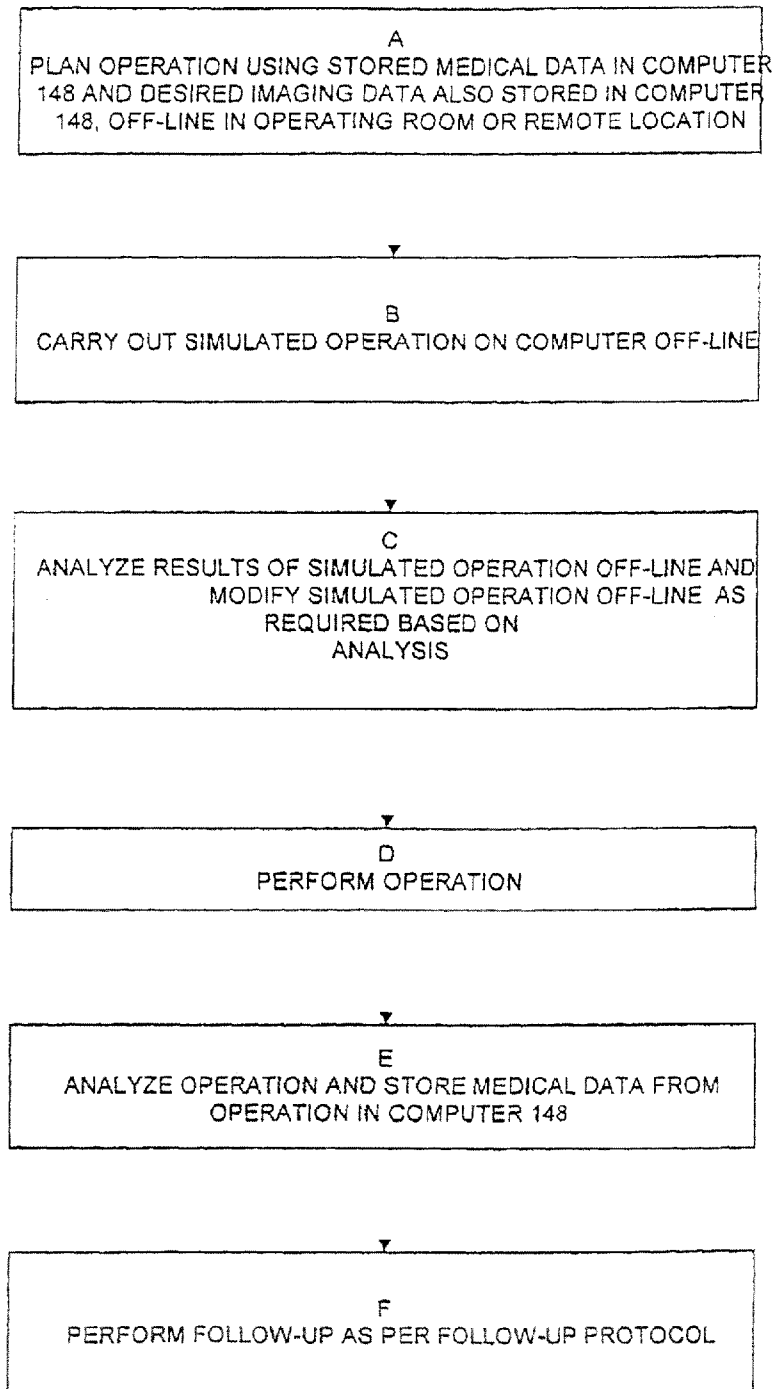 A
PLAN OPERATION USING STORED MEDICAL DATA IN COMPUTER
148 AND DESIRED IMAGING DATA ALSO STORED IN COMPUTER
148, OFF-LINE IN OPERATING ROOM OR REMOTE LOCATION
B
CARRY OUT SIMULATED OPERATION ON COMPUTER OFF-LINE
C
ANALYZE RESULTS OF SIMULATED OPERATION OFF-LINE AND
MODIFY SIMULATED OPERATION OFF-LINE AS
REQUIRED BASED ON
ANALYSIS
D
PERFORM OPERATION
E
ANALYZE OPERATION AND STORE MEDICAL DATA FROM
OPERATION IN COMPUTER 148
F
PERFORM FOLLOW-UP AS PER FOLLOW-UP PROTOCOL